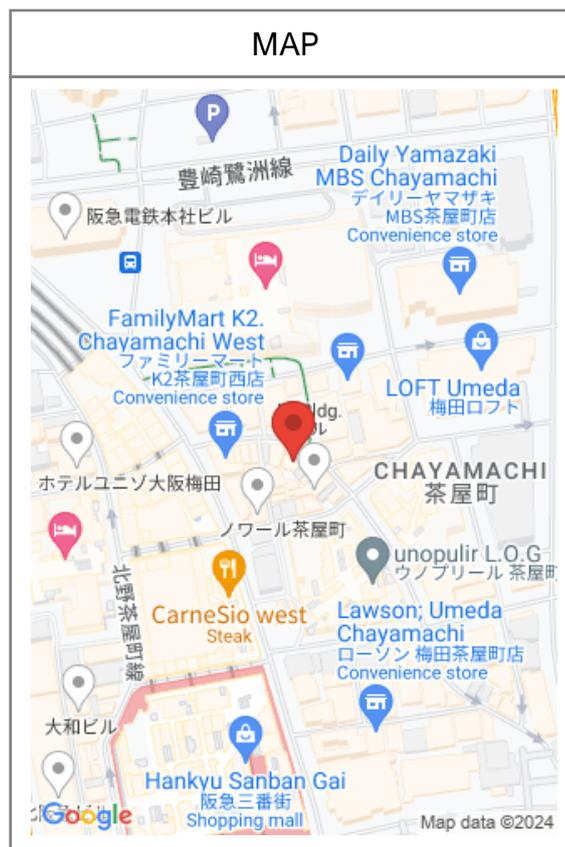 MAP
P
豊崎鷺洲線
Daily Yamazaki
MBS Chayamachi
デイリーヤマザキ
MBS茶屋町店
Convenience store
阪急電鉄本社ビル
FamilyMart K2.
Chayamachi West
ファミリーマート
K2茶屋町西店
Convenience store
LOFT Umeda
梅田ロフト
ldg.
ル
ホテルユニゾ大阪梅田
CHAYAMACHI
茶屋町
ノワール茶屋町
unopulir L.O.G
ウノプリール 茶屋町
北野茶屋町線
CarneSio west
Steak
Lawson; Umeda
Chayamachi
ローソン 梅田茶屋町店
Convenience store
大和ビル
Hankyu Sanban Gai
阪急三番街
Shopping mall
Google
Map data ©2024